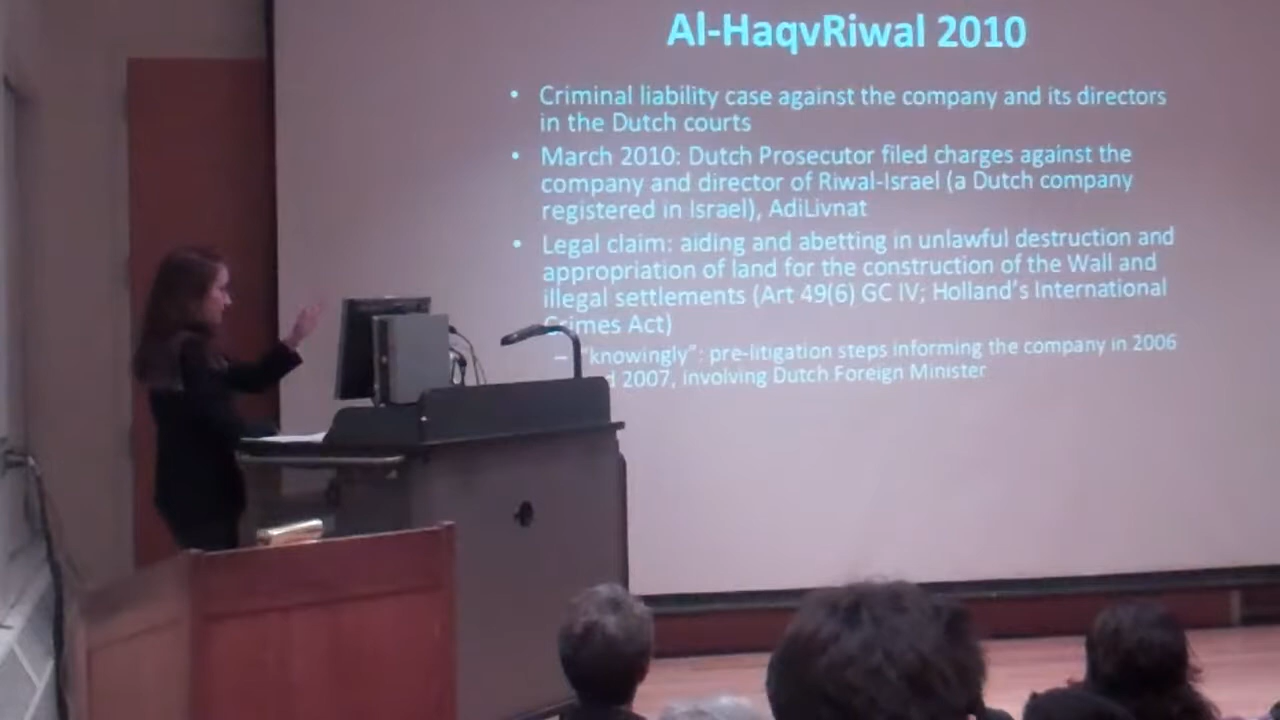 Al-HaqvRiwal 2010
• Criminal liability case against the company and its directors
in the Dutch courts
• March 2010: Dutch Prosecutor filed charges against the
company and director of Riwal-Israel (a Dutch company
registered in Israel), AdiLivnat
• Legal claim: aiding and abetting in unlawful destruction and
appropriation of land for the construction of the Wall and
illegal settlements (Art 49(6) GC IV; Holland's International
Crimes Act)
– "knowingly": pre-litigation steps informing the company in 2006
2007, involving Dutch Foreign Minister